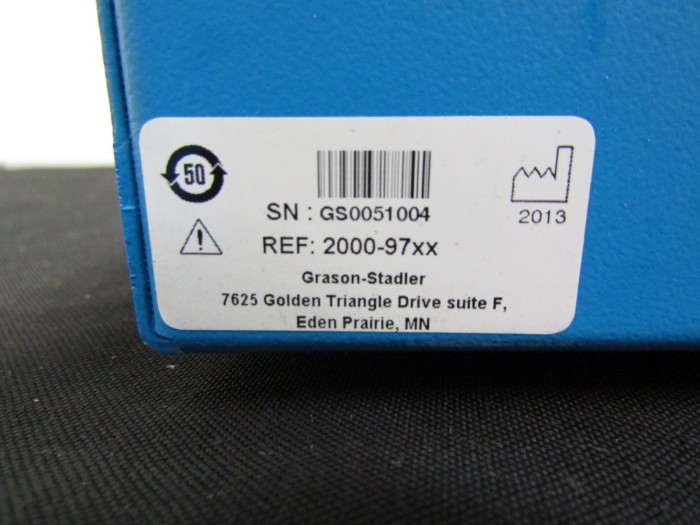 50
SN : GS0051004
2013
REF: 2000-97xx
Grason-Stadler
7625 Golden Triangle Drive suite F,
Eden Prairie, MN